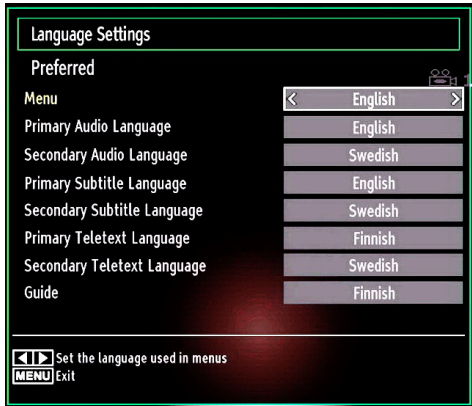 Language Settings
Preferred
1
Menu English
Primary Audio Language English
Secondary Audio Language Swedish
Primary Subtitle Language English
Secondary Subtitle Language Swedish
Primary Teletext Language Finnish
Secondary Teletext Language Swedish
Guide Finnish
Set the language used in menus
MENU Exit